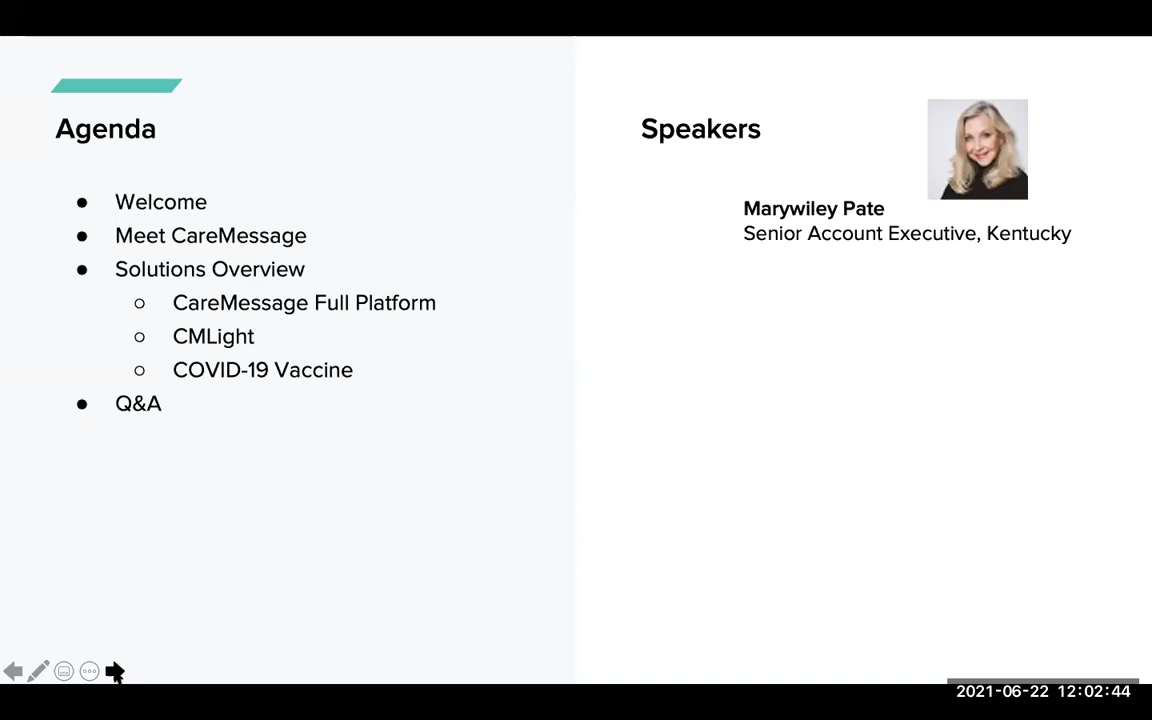 Agenda
● Welcome
● Meet CareMessage
● Solutions Overview
○ CareMessage Full Platform
○ CMLight
○ COVID-19 Vaccine
● Q&A
Speakers
Marywiley Pate
Senior Account Executive, Kentucky
2021-06-22 12:02:44